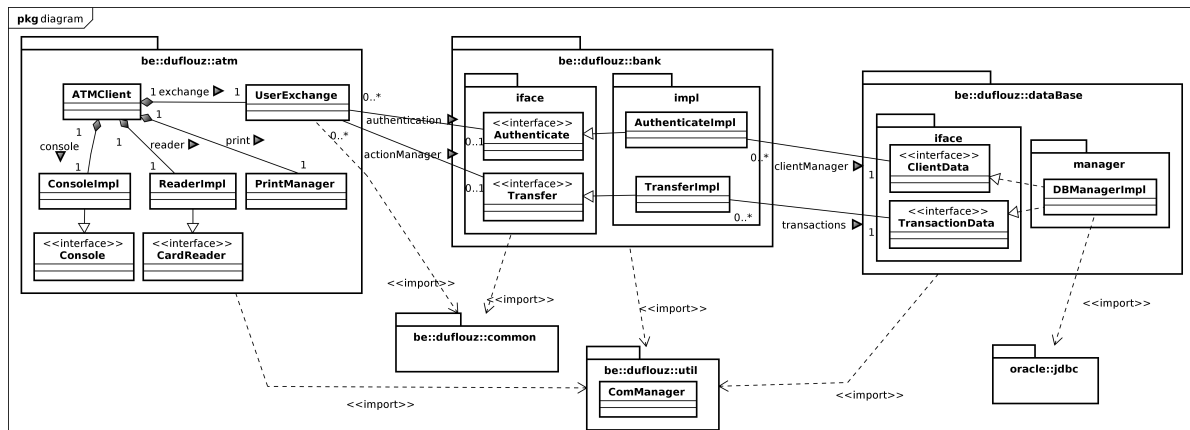 pkg diagram
be::duflouz::atm
ATMClient
1 exchange 1
UserExchange
0..*
0..*
1
1
1
console
reader
print
1
1
1
ConsoleImpl
ReaderImpl
PrintManager
<<interface>>
Console
<<interface>>
CardReader
authentication
actionManager
be::duflouz::bank
iface
<<interface>>
Authenticate
0..1
<<interface>>
Transfer
0..1
impl
AuthenticateImpl
0..*
TransferImpl
0..*
clientManager
1
transactions
1
be::duflouz::dataBase
iface
<<interface>>
ClientData
<<interface>>
TransactionData
manager
DBManagerImpl
<<import>>
<<import>>
<<import>>
<<import>>
be::duflouz::common
be::duflouz::util
ComManager
oracle::jdbc
<<import>>
<<import>>